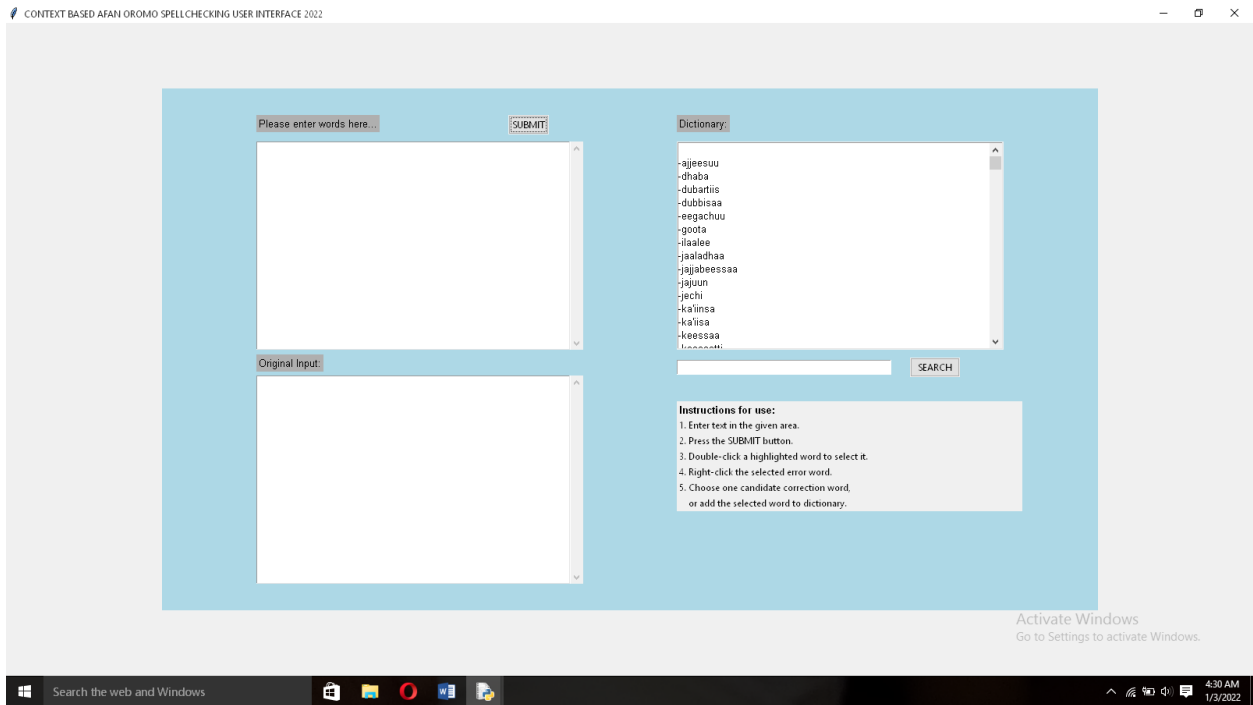 CONTEXT BASED AFAN OROMO SPELLCHECKING USER INTERFACE 2022
Please enter words here...
SUBMIT
Original Input:
Dictionary:
-ajjeesuu
-dhaba
-dubartiis
-dubbisaa
-eegachuu
-goota
-ilaalee
-jaaladhaa
-jajjabeessaa
-jajuun
-jechi
-ka'iinsa
-ka'iisa
-keessaa
SEARCH
Instructions for use:
1. Enter text in the given area.
2. Press the SUBMIT button.
3. Double-click a highlighted word to select it.
4. Right-click the selected error word.
5. Choose one candidate correction word,
or add the selected word to dictionary.
Activate Windows
Go to Settings to activate Windows.
Search the web and Windows
4:30 AM
1/3/2022